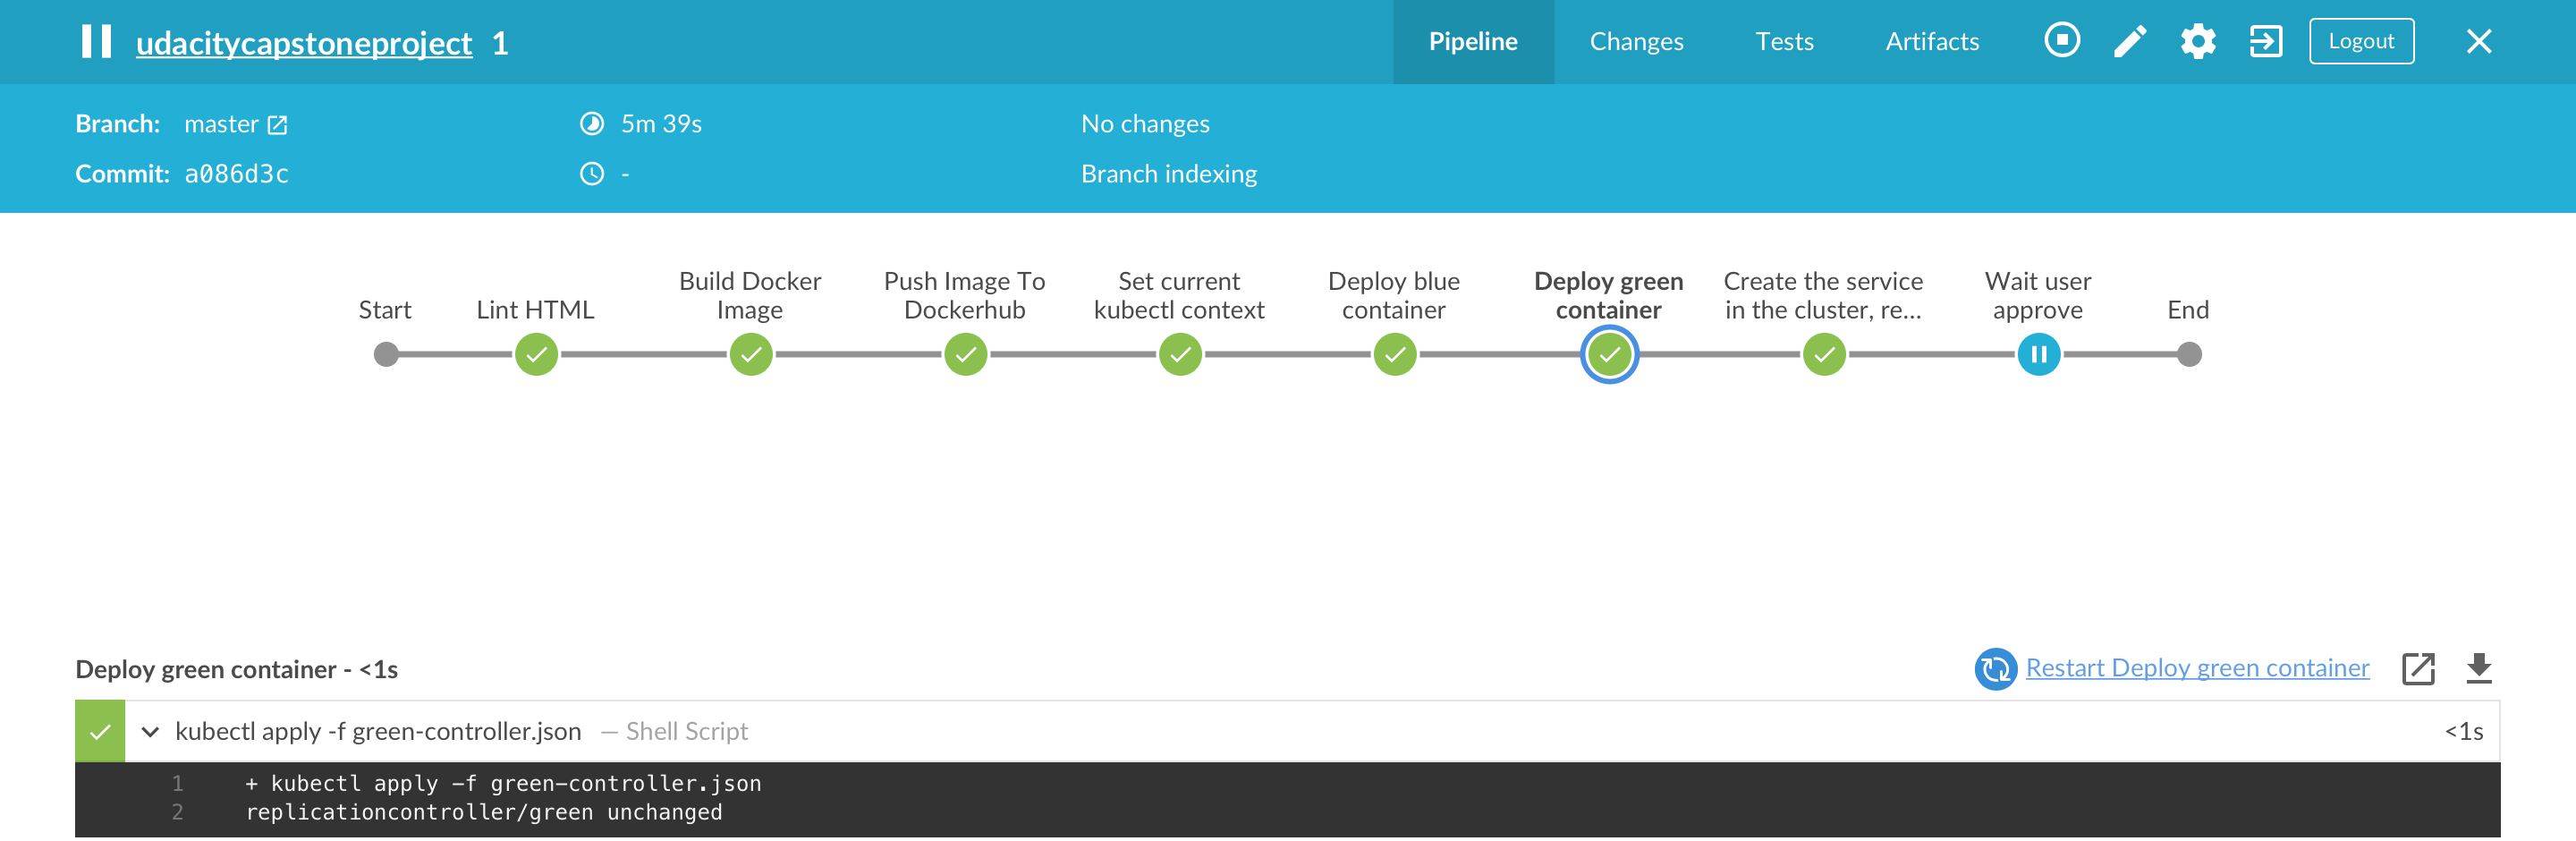 udacitycapstoneproject 1
Pipeline Changes Tests Artifacts Logout
Branch: master 5m 39s No changes
Commit: a086d3c - Branch indexing
Start
Lint HTML
Build Docker
Image
Push Image To
Dockerhub
Set current
kubectl context
Deploy blue
container
Deploy green
container
Create the service
in the cluster, re...
Wait user
approve
End
Deploy green container - <1s
Restart Deploy green container
kubectl apply -f green-controller.json — Shell Script <1s
1 + kubectl apply -f green-controller.json
2 replicationcontroller/green unchanged